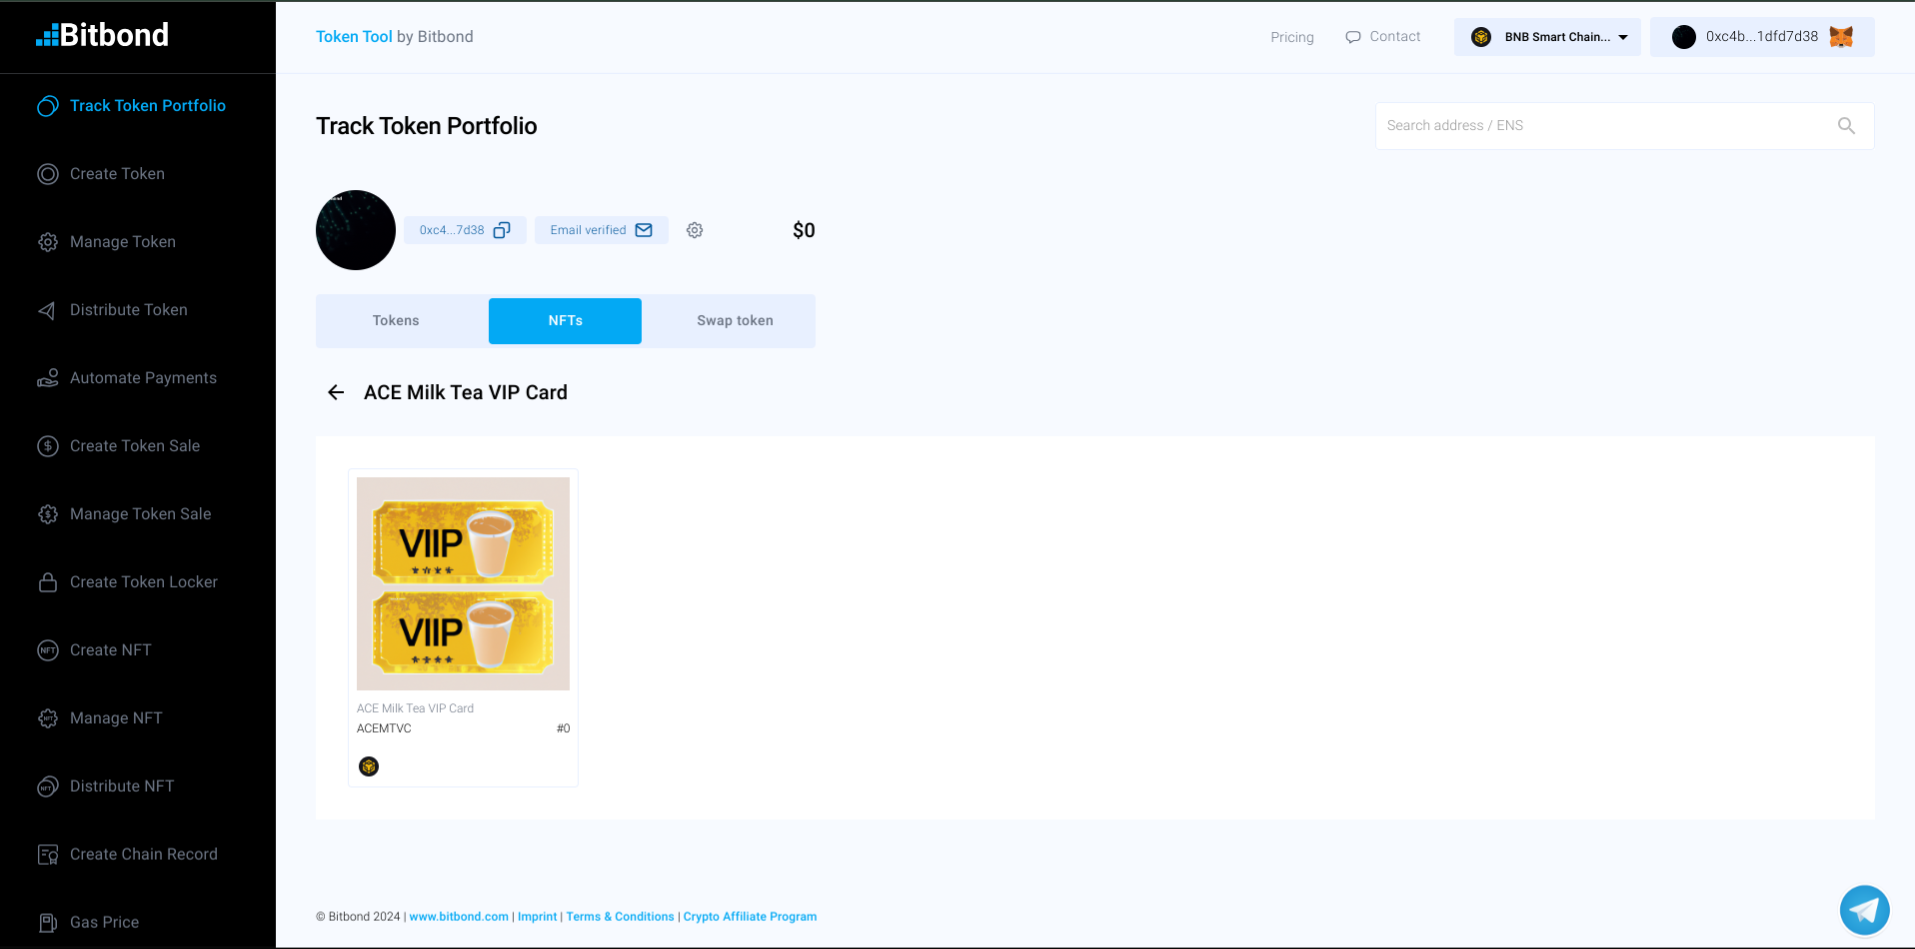 Bitbond
Token Tool by Bitbond
Pricing
Contact
BNB Smart Chain...
0xc4b...1dfd7d38
Track Token Portfolio
Create Token
Manage Token
Distribute Token
Automate Payments
Create Token Sale
Manage Token Sale
Create Token Locker
Create NFT
Manage NFT
Distribute NFT
Create Chain Record
Gas Price
Track Token Portfolio
Search address / ENS
0xc4...7d38
Email verified
$0
Tokens
NFTs
Swap token
ACE Milk Tea VIP Card
VIIP
VIIP
ACE Milk Tea VIP Card
ACEMTVC
#0
© Bitbond 2024 | www.bitbond.com | Imprint | Terms & Conditions | Crypto Affiliate Program